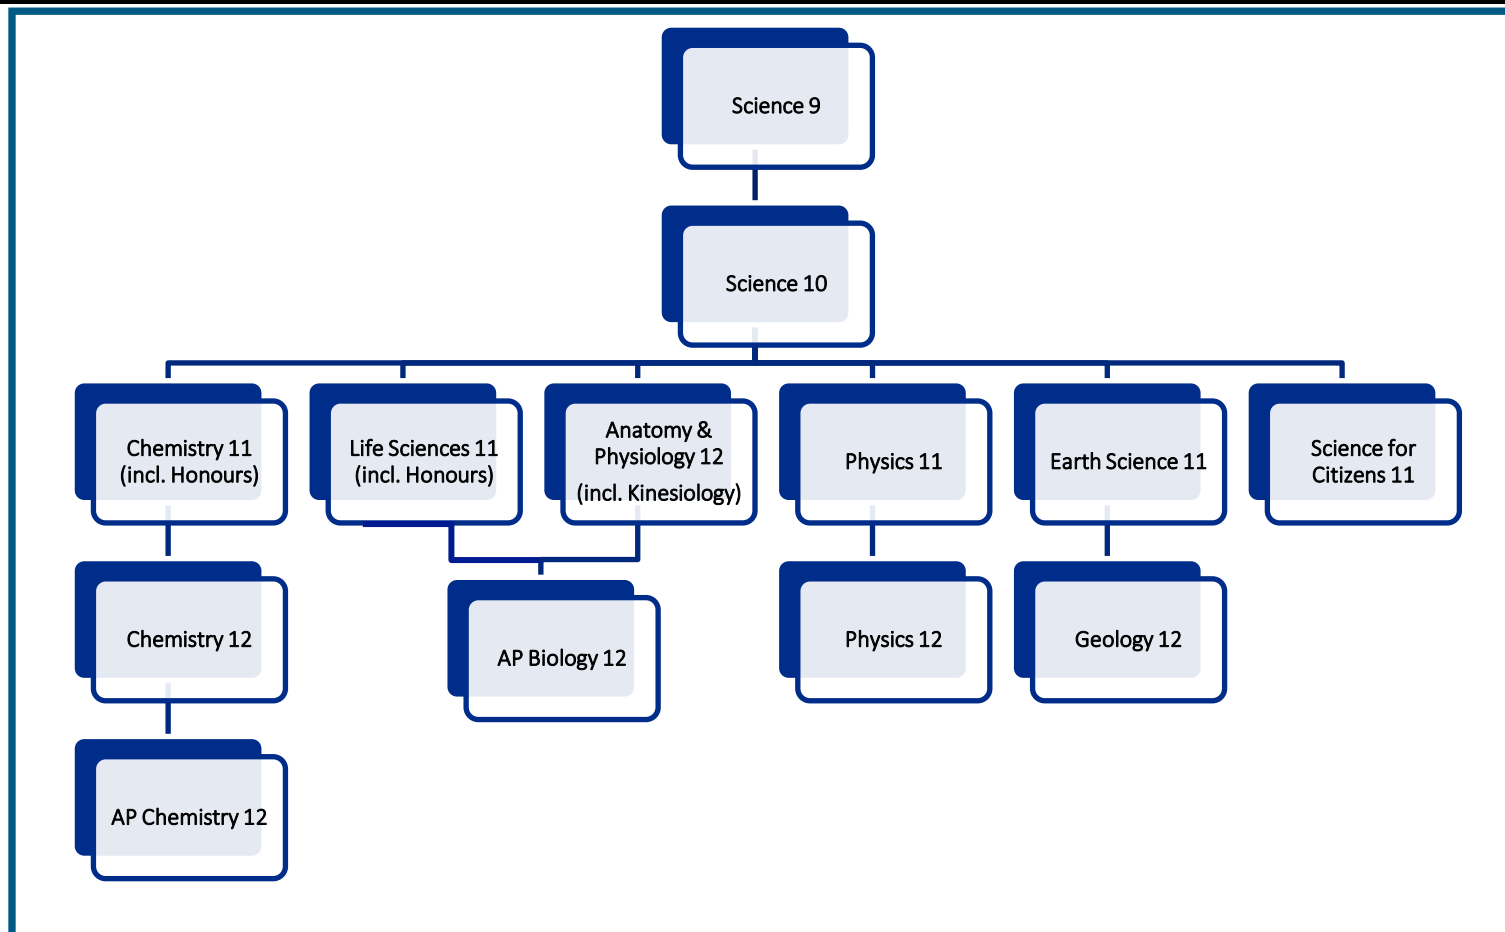 Science 9
Science 10
Chemistry 11
(incl. Honours)
Life Sciences 11
(incl. Honours)
Anatomy &
Physiology 12
(incl. Kinesiology)
Physics 11
Earth Science 11
Science for
Citizens 11
Chemistry 12
AP Biology 12
Physics 12
Geology 12
AP Chemistry 12